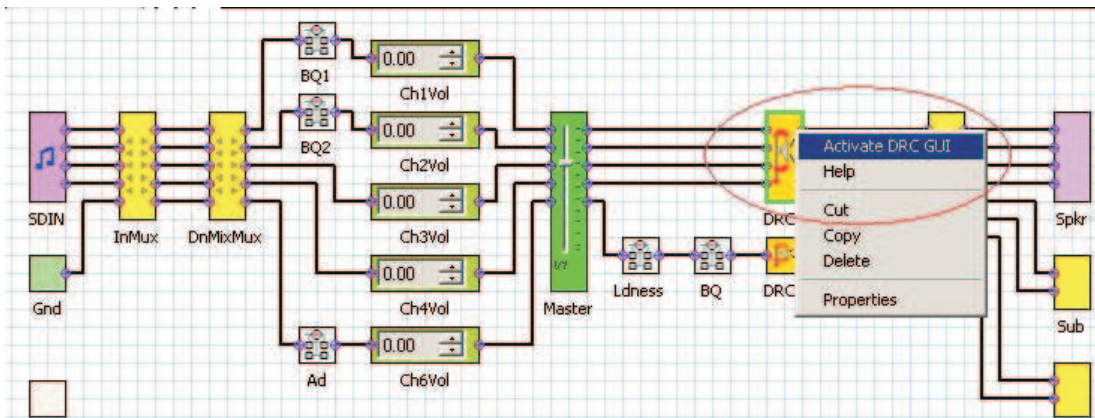 BQ1
0.00
Ch1Vol
BQ2
0.00
Ch2Vol
SDIN
InMux
DnMixMux
0.00
Ch3Vol
Gnd
0.00
Ch4Vol
Master
Ad
0.00
Ch6Vol
Ldness
BQ
DRC
DRC
Activate DRC GUI
Help
Cut
Copy
Delete
Properties
Spkr
Sub